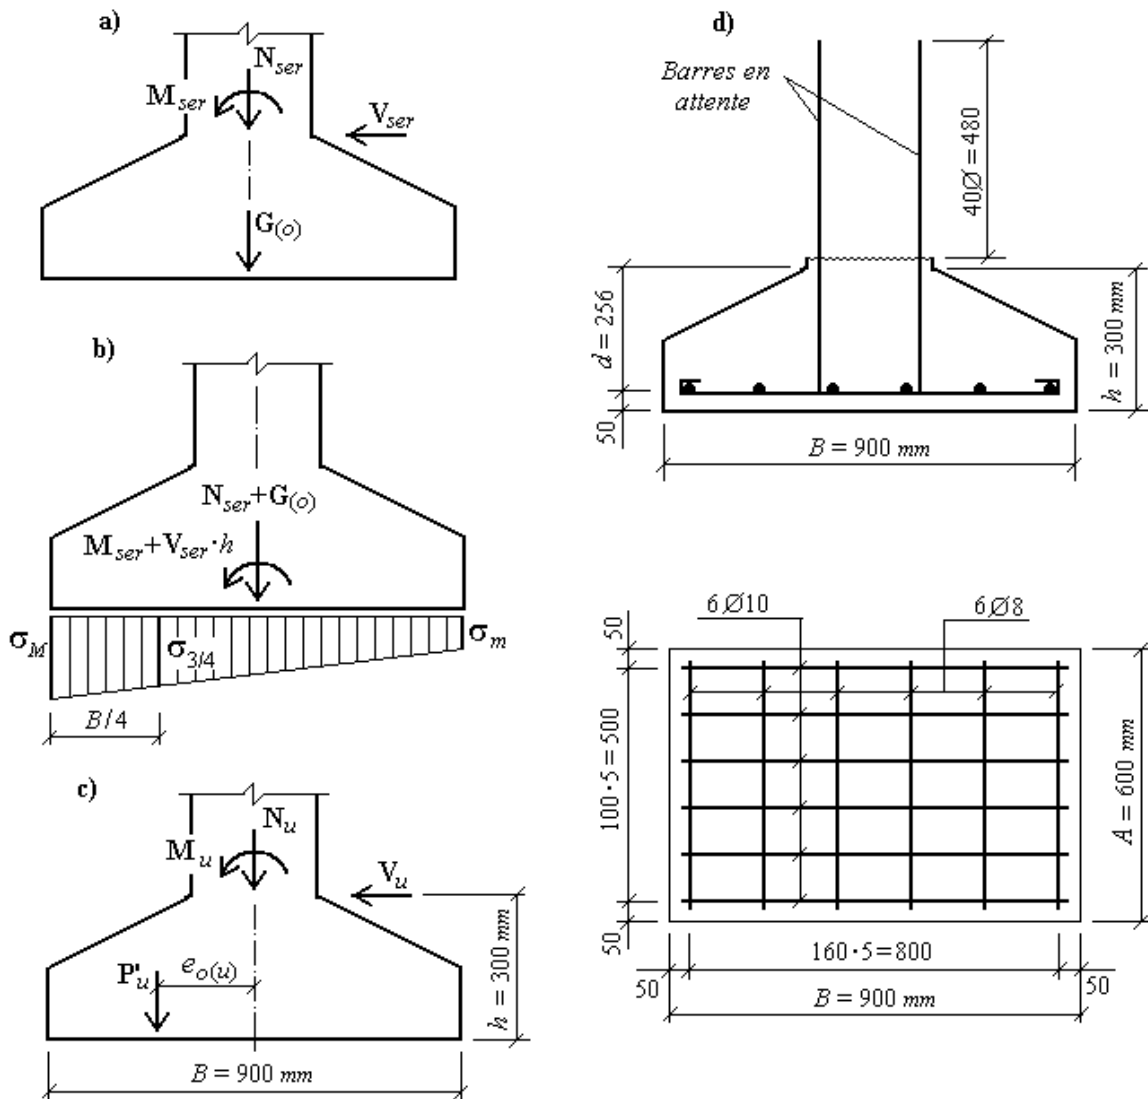 a)
N_ser
M_ser
V_ser
G_(o)
b)
N_ser+G_(o)
M_ser+V_ser·h
σ_M
σ_3/4
σ_m
B/4
c)
N_u
M_u
V_u
P'_u
e_o(u)
h = 300 mm
B = 900 mm
d)
Barres en
attente
40Ø = 480
d = 256
h = 300 mm
50
B = 900 mm
6Ø10
6Ø8
50
100·5 = 500
A = 600 mm
50
160·5=800
50
B = 900 mm
50